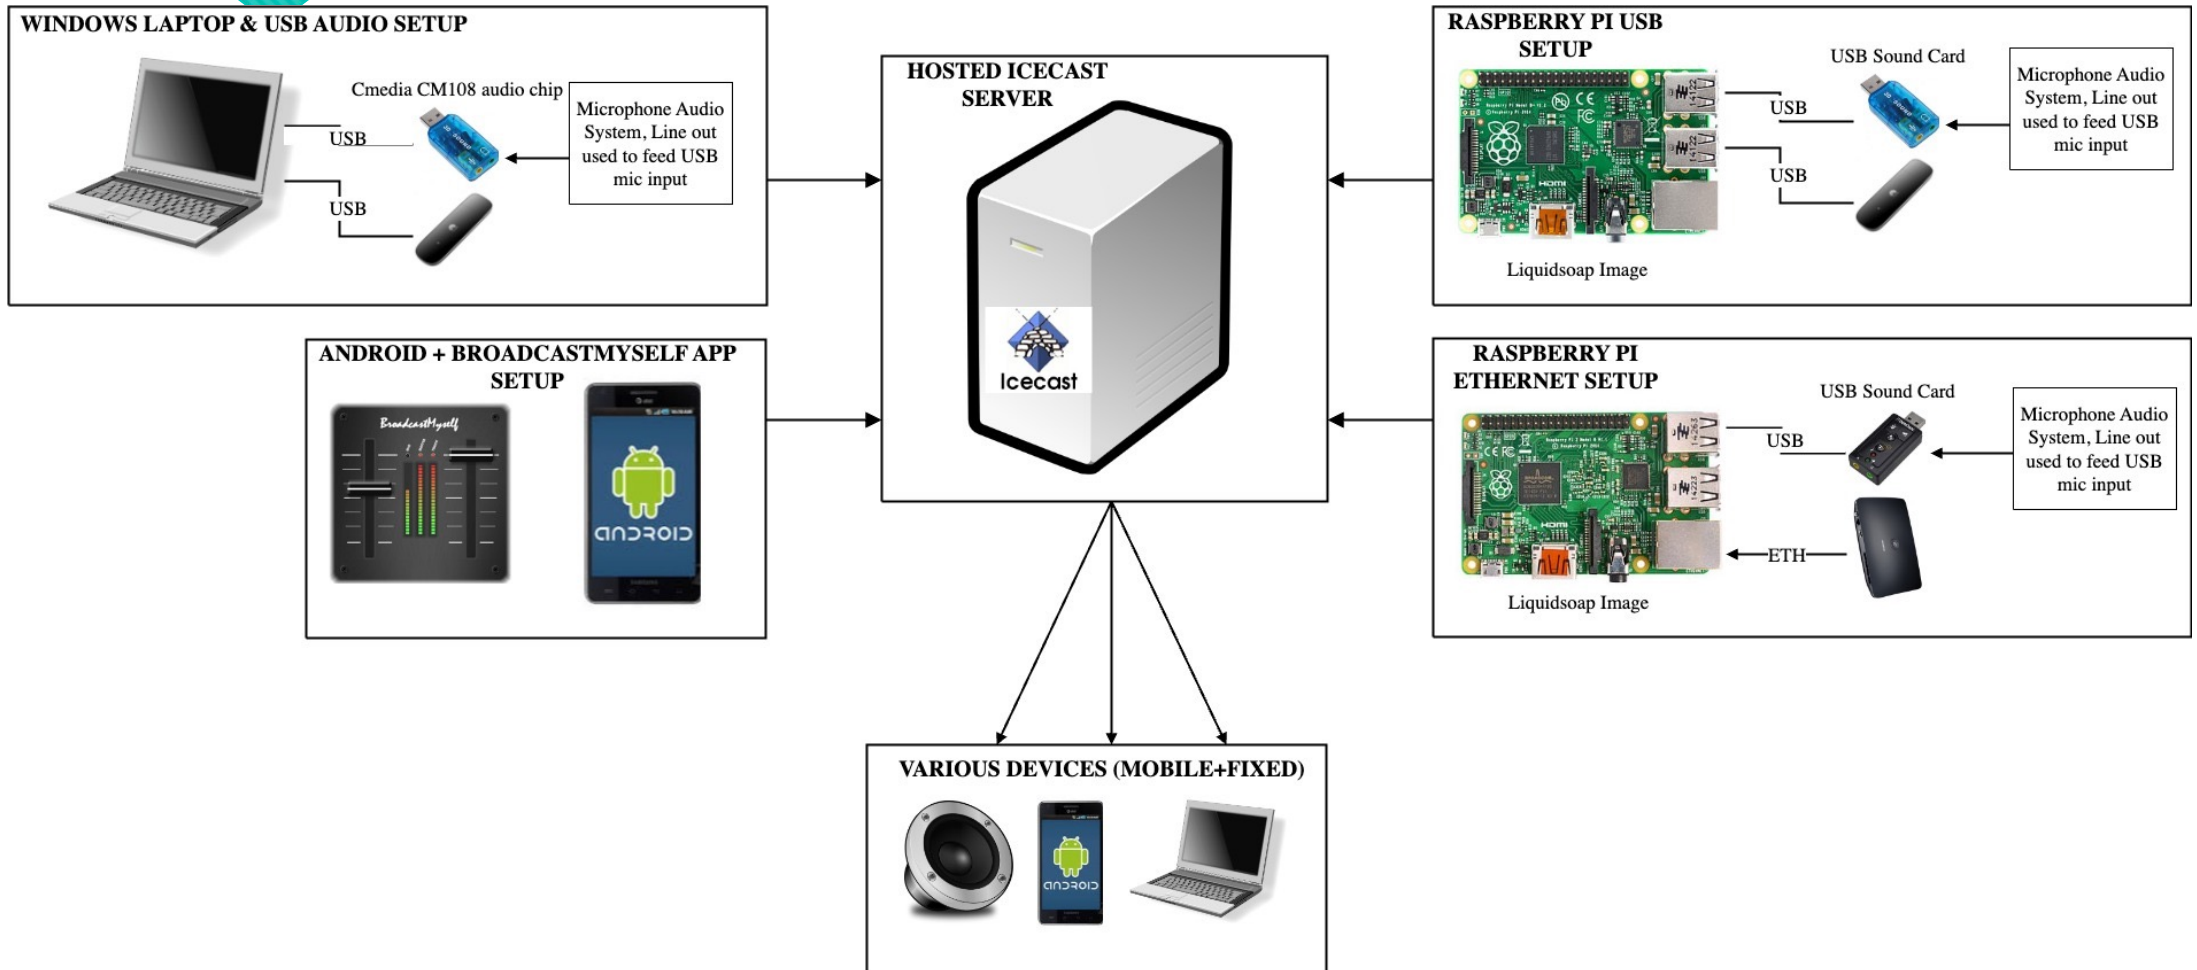 WINDOWS LAPTOP & USB AUDIO SETUP
Cmedia CM108 audio chip
Microphone Audio
System, Line out
used to feed USB
mic input
USB
USB
HOSTED ICECAST
SERVER
Icecast
RASPBERRY PI USB
SETUP
USB Sound Card
Microphone Audio
System, Line out
used to feed USB
mic input
USB
USB
HDMI
Liquidsoap Image
ANDROID + BROADCASTMYSELF APP
SETUP
BroadcastMyself
ANDROID
RASPBERRY PI
ETHERNET SETUP
USB Sound Card
Microphone Audio
System, Line out
used to feed USB
mic input
USB
HDMI
ETH
Liquidsoap Image
VARIOUS DEVICES (MOBILE+FIXED)
ANDROID